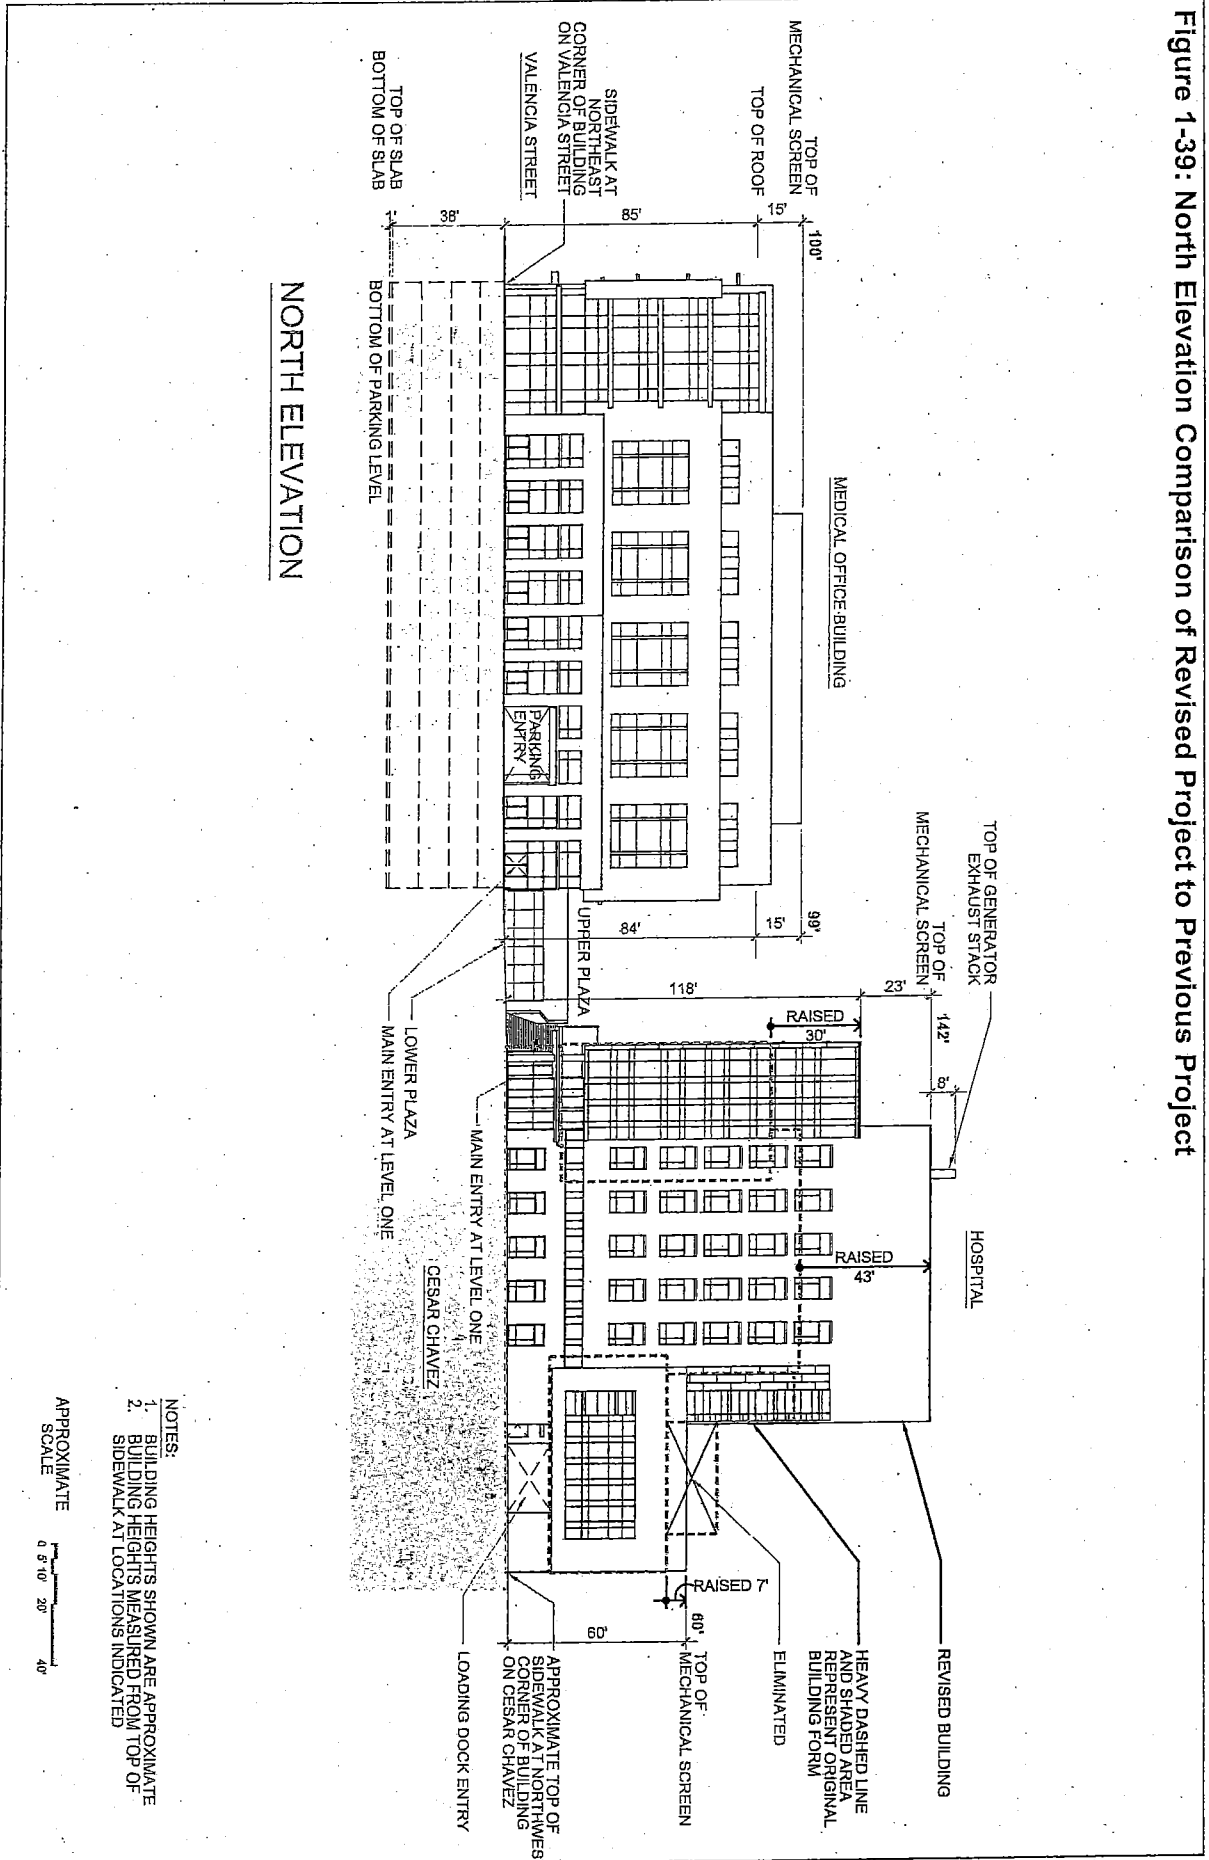 Figure 1-39: North Elevation Comparison of Revised Project to Previous Project
TOP OF
MECHANICAL SCREEN
TOP OF ROOF
SIDEWALK AT
NORTHEAST
CORNER OF BUILDING
ON VALENCIA STREET
VALENCIA STREET
TOP OF SLAB
BOTTOM OF SLAB
100'
15'
85'
38'
1'
BOTTOM OF PARKING LEVEL
NORTH ELEVATION
MEDICAL OFFICE BUILDING
PARKING
ENTRY
99'
15'
84'
UPPER PLAZA
LOWER PLAZA
MAIN ENTRY AT LEVEL ONE
TOP OF GENERATOR
EXHAUST STACK
TOP OF
MECHANICAL SCREEN
142'
8'
23'
118'
RAISED
30'
MAIN ENTRY AT LEVEL ONE
CESAR CHAVEZ
HOSPITAL
RAISED
43'
RAISED 7'
60'
60'
REVISED BUILDING
HEAVY DASHED LINE
AND SHADED AREA
REPRESENT ORIGINAL
BUILDING FORM
ELIMINATED
TOP OF
MECHANICAL SCREEN
APPROXIMATE TOP OF
SIDEWALK AT NORTHWES
CORNER OF BUILDING
ON CESAR CHAVEZ
LOADING DOCK ENTRY
NOTES:
1. BUILDING HEIGHTS SHOWN ARE APPROXIMATE
2. BUILDING HEIGHTS MEASURED FROM TOP OF
SIDEWALK AT LOCATIONS INDICATED
APPROXIMATE
SCALE
0 5' 10' 20' 40'